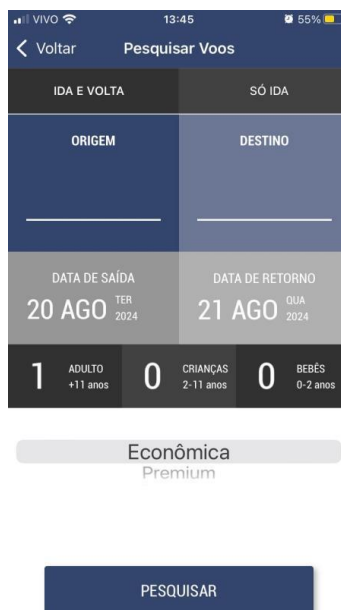 VIVO 13:45 55%
Voltar Pesquisar Voos
IDA E VOLTA SÓ IDA
ORIGEM DESTINO
DATA DE SAÍDA DATA DE RETORNO
20 AGO TER 2024 21 AGO QUA 2024
1 ADULTO +11 anos 0 CRIANÇAS 2-11 anos 0 BEBÊS 0-2 anos
Econômica
Premium
PESQUISAR